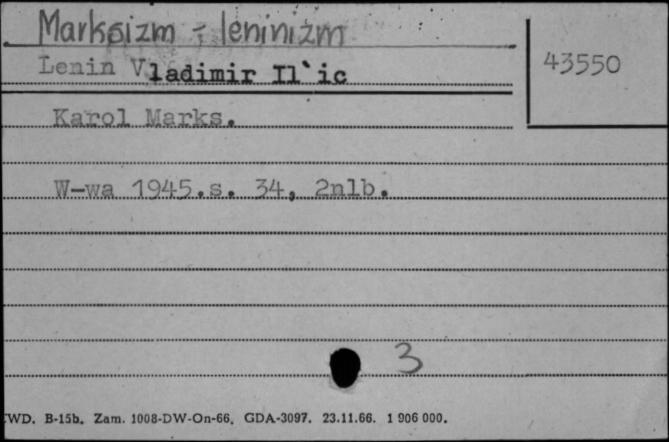 Marksizm - leninizm
43550
Lenin Vladimir Il`ic
Karol Marks.
W-wa 1945.s. 34, 2nlb.
3
WD. B-15b. Zam. 1008-DW-On-66. GDA-3097. 23.11.66. 1 906 000.